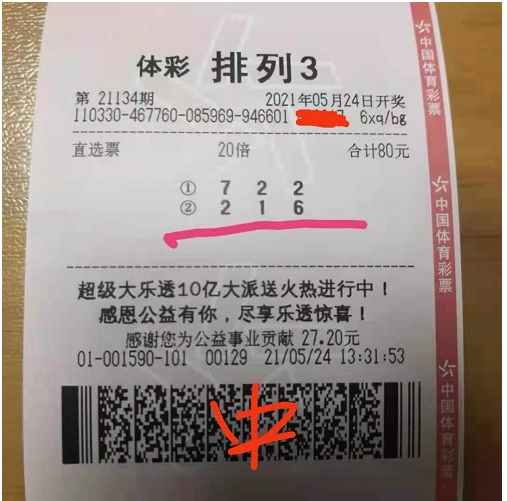 体彩 排列3
第 21134期 2021年05月24日开奖
110330-467760-085969-946601 7 6xq/bg
直选票 20倍 合计80元
① 7 2 2
② 2 1 6
超级大乐透10亿大派送火热进行中！
感恩公益有你，尽享乐透惊喜！
感谢您为公益事业贡献 27.20元
01-001590-101 00129 21/05/24 13:31:53
中
中国体育彩票
中国体育彩票
中国体育彩票